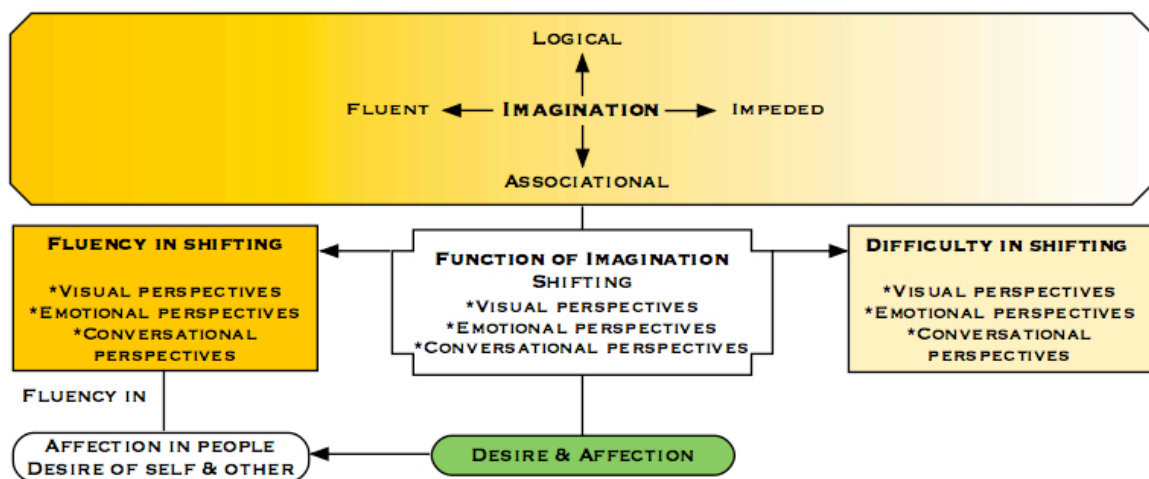 LOGICAL
FLUENT IMAGINATION IMPEDED
ASSOCIATIONAL
FLUENCY IN SHIFTING
*VISUAL PERSPECTIVES
*EMOTIONAL PERSPECTIVES
*CONVERSATIONAL
PERSPECTIVES
FUNCTION OF IMAGINATION
SHIFTING
*VISUAL PERSPECTIVES
*EMOTIONAL PERSPECTIVES
*CONVERSATIONAL PERSPECTIVES
DIFFICULTY IN SHIFTING
*VISUAL PERSPECTIVES
*EMOTIONAL PERSPECTIVES
*CONVERSATIONAL
PERSPECTIVES
FLUENCY IN
AFFECTION IN PEOPLE
DESIRE OF SELF & OTHER
DESIRE & AFFECTION